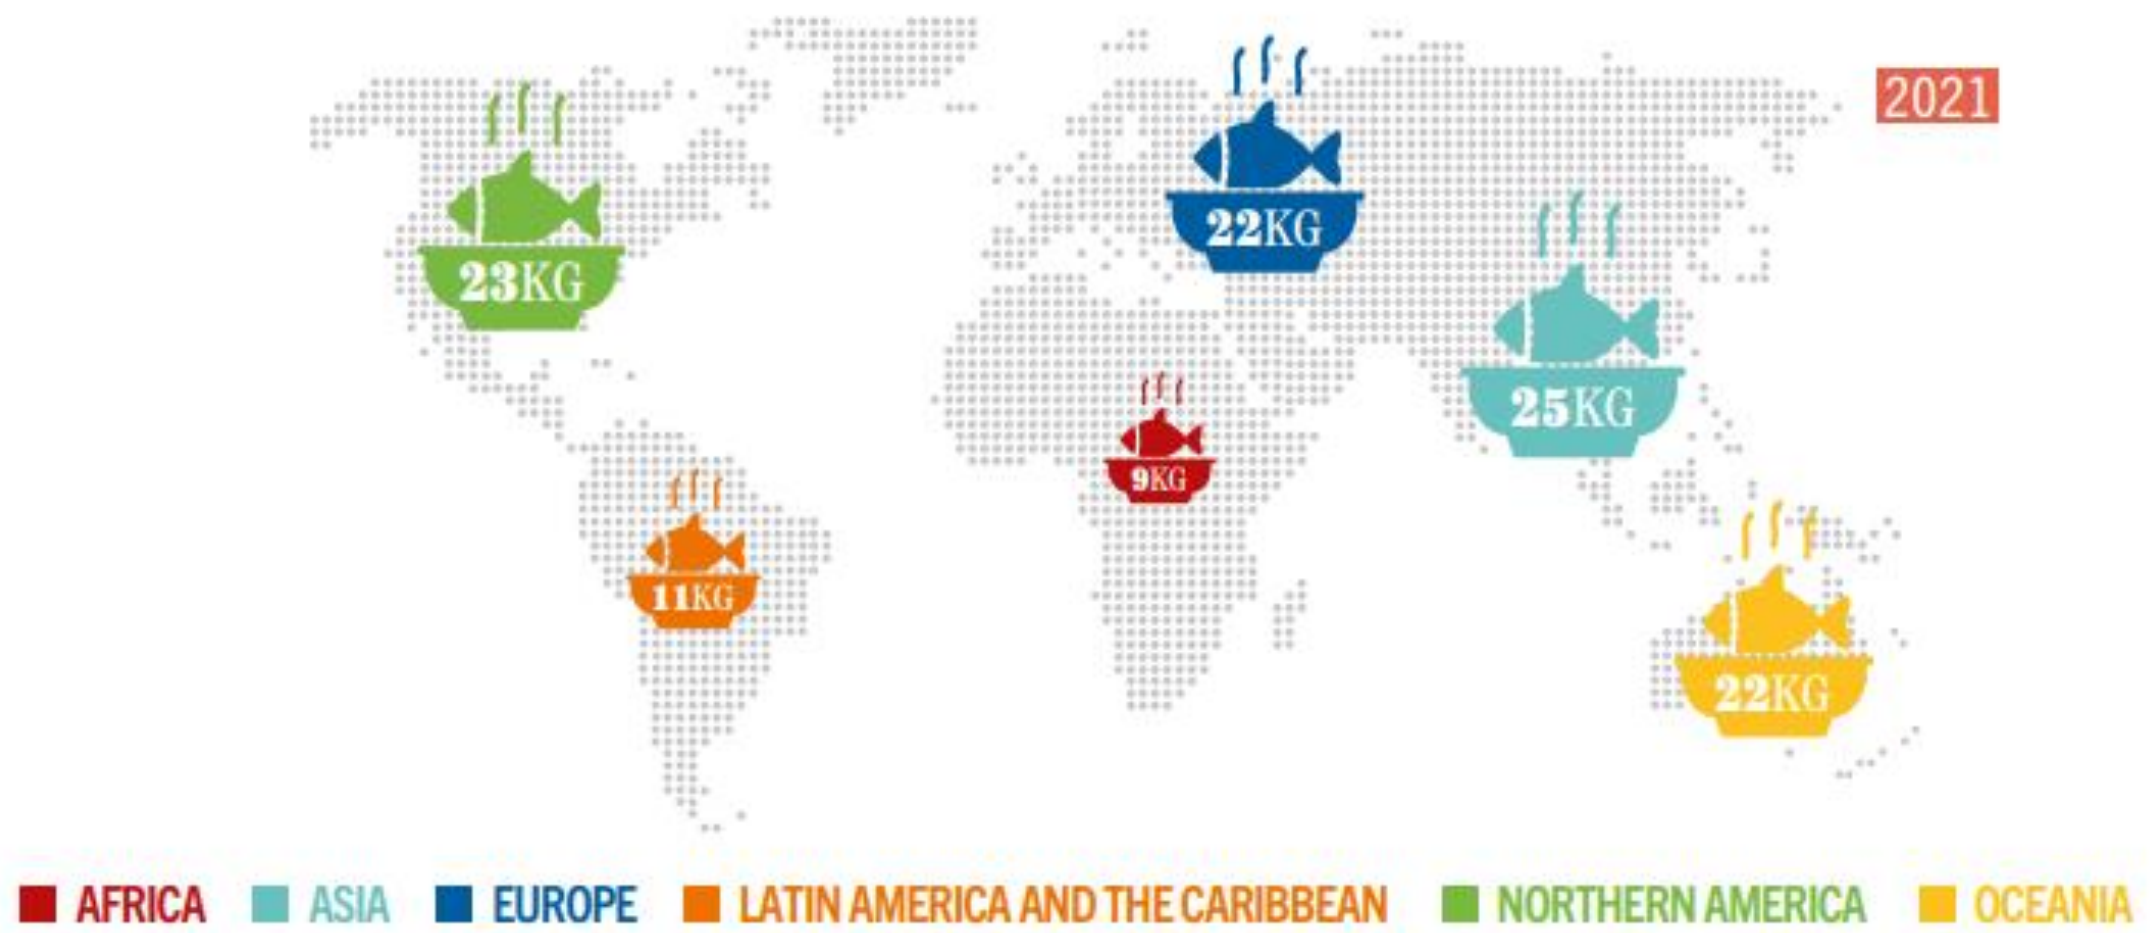 2021
23KG
22KG
25KG
9KG
11KG
22KG
AFRICA ASIA EUROPE LATIN AMERICA AND THE CARIBBEAN NORTHERN AMERICA OCEANIA